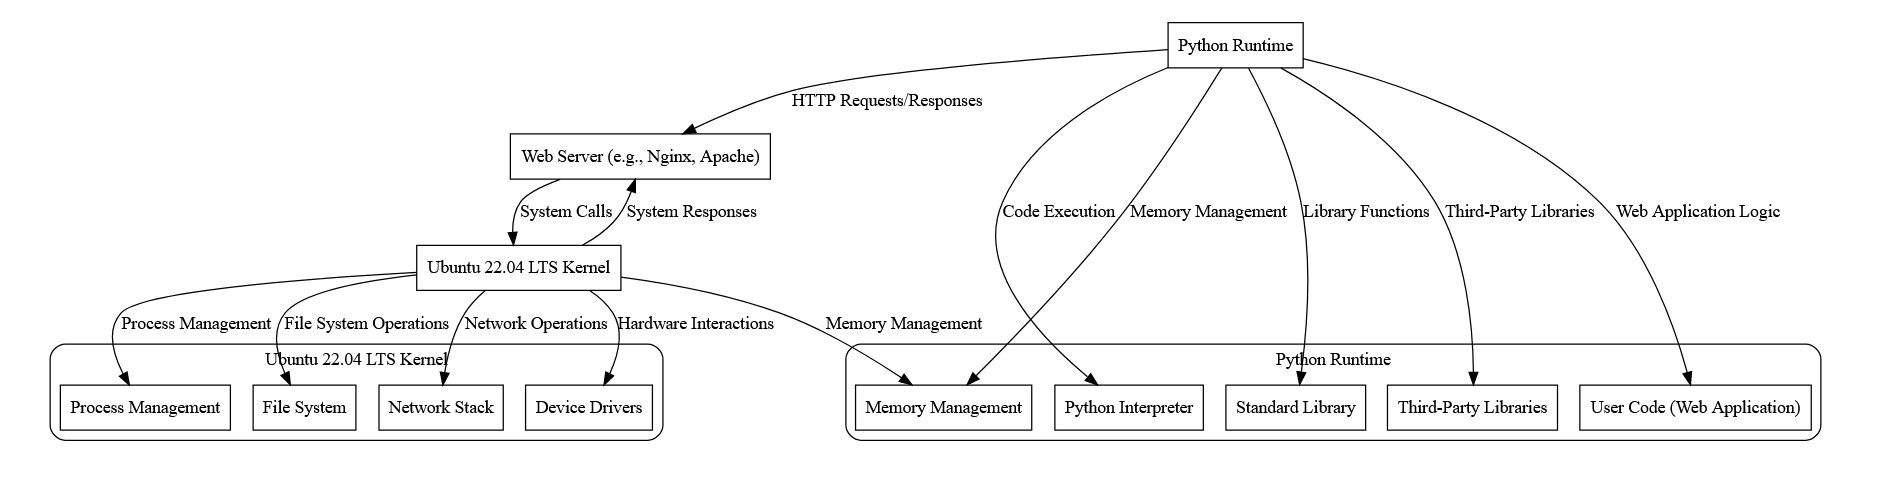 Python Runtime
HTTP Requests/Responses
Web Server (e.g., Nginx, Apache)
System Calls
System Responses
Code Execution
Memory Management
Library Functions
Third-Party Libraries
Web Application Logic
Ubuntu 22.04 LTS Kernel
Process Management
File System Operations
Network Operations
Hardware Interactions
Memory Management
Ubuntu 22.04 LTS Kernel
Python Runtime
Process Management
File System
Network Stack
Device Drivers
Memory Management
Python Interpreter
Standard Library
Third-Party Libraries
User Code (Web Application)